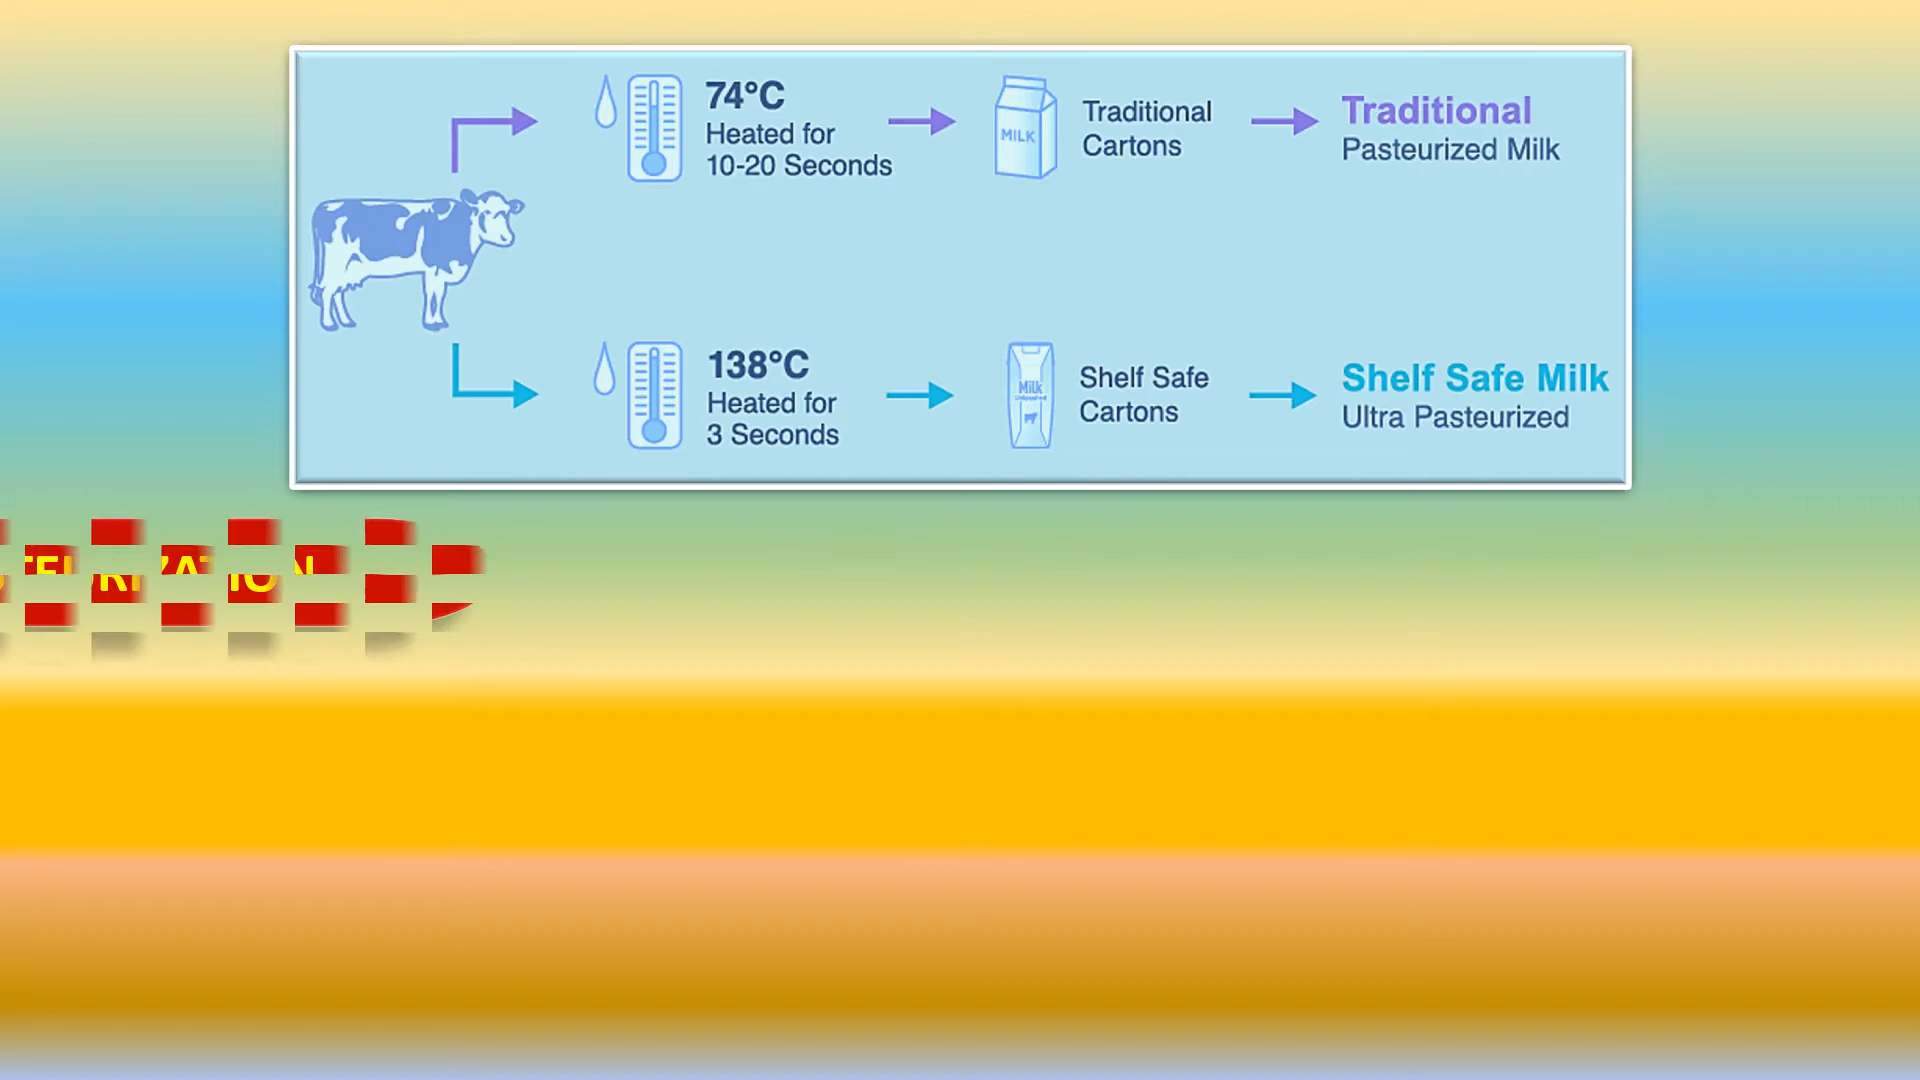 74°C
Heated for
10-20 Seconds
MILK
Traditional
Cartons
Traditional
Pasteurized Milk
138°C
Heated for
3 Seconds
Milk
Shelf Safe
Cartons
Shelf Safe Milk
Ultra Pasteurized